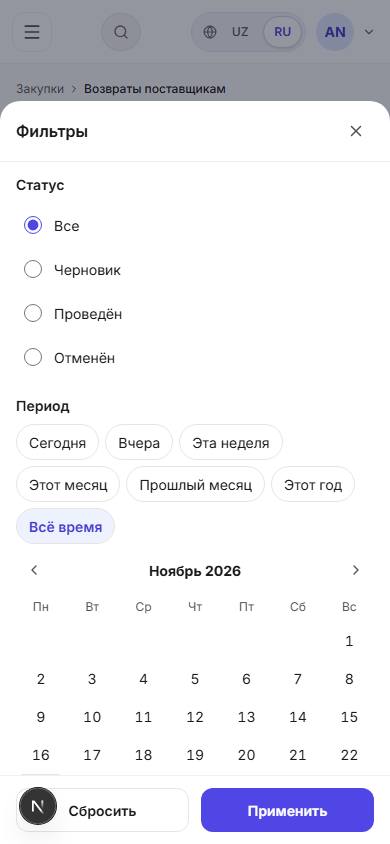 UZ RU AN
Закупки > Возвраты поставщикам
Фильтры
Статус
Все
Черновик
Проведён
Отменён
Период
Сегодня Вчера Эта неделя
Этот месяц Прошлый месяц Этот год
Всё время
Ноябрь 2026
Пн Вт Ср Чт Пт Сб Вс
1
2 3 4 5 6 7 8
9 10 11 12 13 14 15
16 17 18 19 20 21 22
N Сбросить Применить